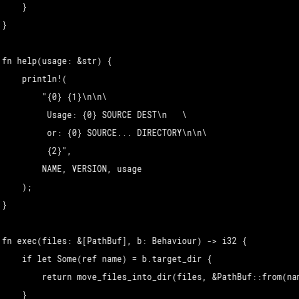 }
}

fn help(usage: &str) {
    println!(
        "{0} {1}\n\n\
         Usage: {0} SOURCE DEST\n   \
         or: {0} SOURCE... DIRECTORY\n\n\
         {2}",
        NAME, VERSION, usage
    );
}

fn exec(files: &[PathBuf], b: Behaviour) -> i32 {
    if let Some(ref name) = b.target_dir {
        return move_files_into_dir(files, &PathBuf::from(na
    }